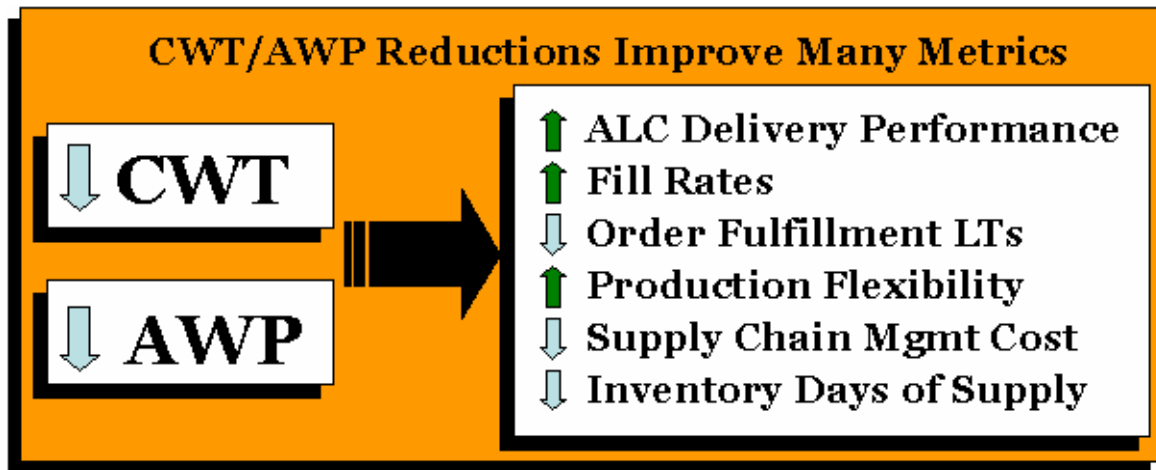 CWT/AWP Reductions Improve Many Metrics
CWT
AWP
ALC Delivery Performance
Fill Rates
Order Fulfillment LTs
Production Flexibility
Supply Chain Mgmt Cost
Inventory Days of Supply